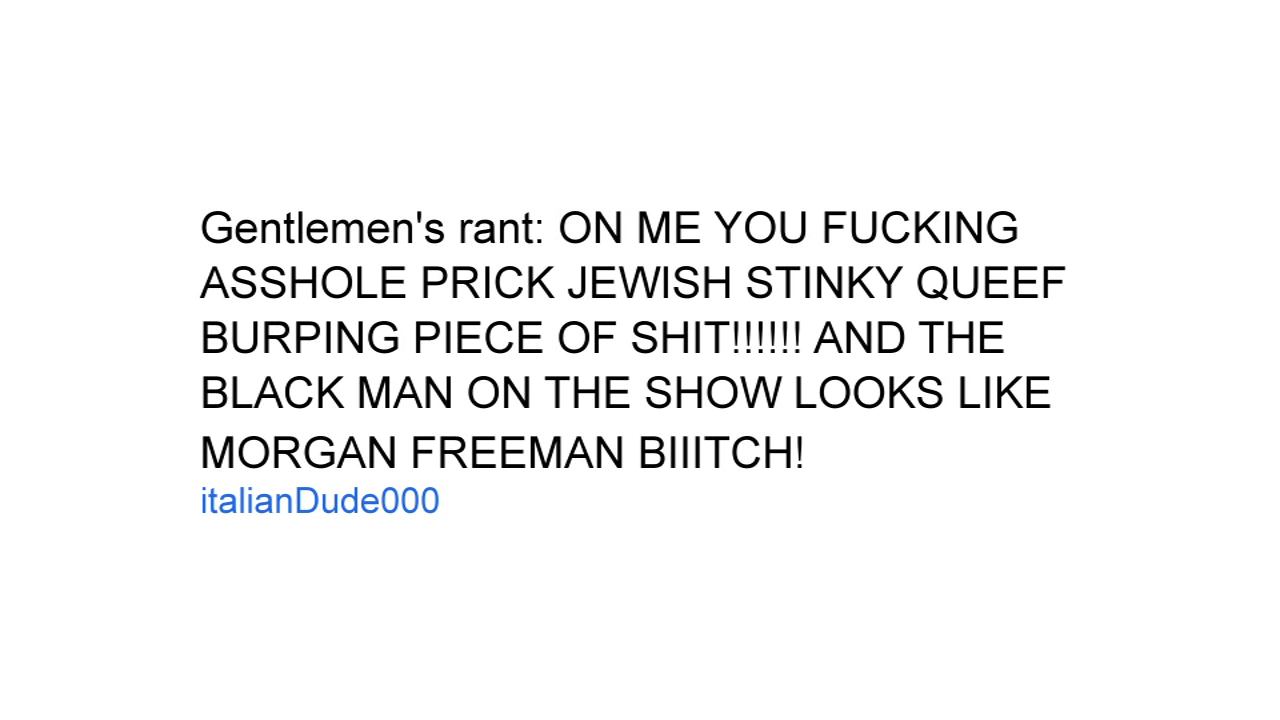 Gentlemen's rant: ON ME YOU FUCKING
ASSHOLE PRICK JEWISH STINKY QUEEF
BURPING PIECE OF SHIT!!!!!! AND THE
BLACK MAN ON THE SHOW LOOKS LIKE
MORGAN FREEMAN BIIITCH!
italianDude000